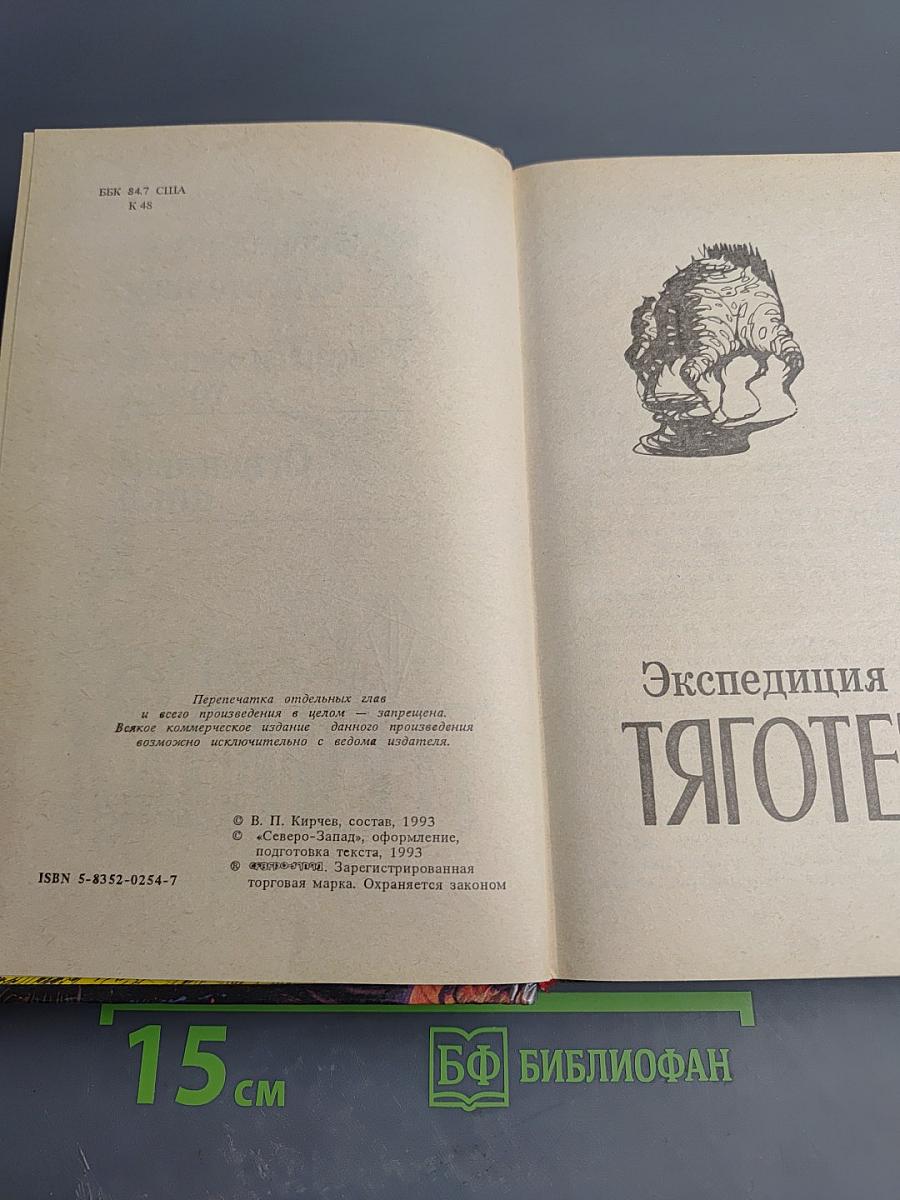 ББК 84.7 США
К 48
Перепечатка отдельных глав
и всего произведения в целом — запрещена.
Всякое коммерческое издание данного произведения
возможно исключительно с ведома издателя.
© В. П. Кирчев, состав, 1993
© «Северо-Запад», оформление,
подготовка текста, 1993
® Зарегистрированная
торговая марка. Охраняется законом
ISBN 5-8352-0254-7
Экспедиция
ТЯГОТЕ
15 см
БФ БИБЛИОФАН